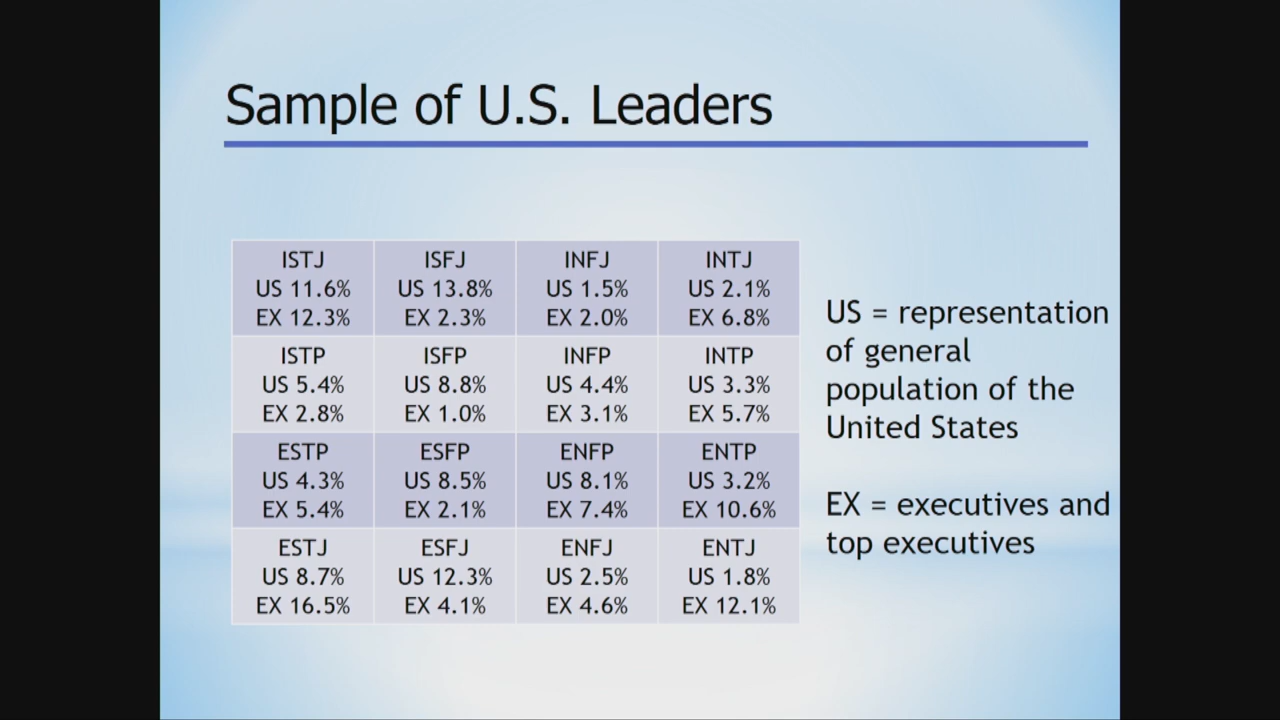 Sample of U.S. Leaders
ISTJ ISFJ INFJ INTJ
US 11.6% US 13.8% US 1.5% US 2.1%
EX 12.3% EX 2.3% EX 2.0% EX 6.8%
ISTP ISFP INFP INTP
US 5.4% US 8.8% US 4.4% US 3.3%
EX 2.8% EX 1.0% EX 3.1% EX 5.7%
ESTP ESFP ENFP ENTP
US 4.3% US 8.5% US 8.1% US 3.2%
EX 5.4% EX 2.1% EX 7.4% EX 10.6%
ESTJ ESFJ ENFJ ENTJ
US 8.7% US 12.3% US 2.5% US 1.8%
EX 16.5% EX 4.1% EX 4.6% EX 12.1%
US = representation
of general
population of the
United States
EX = executives and
top executives